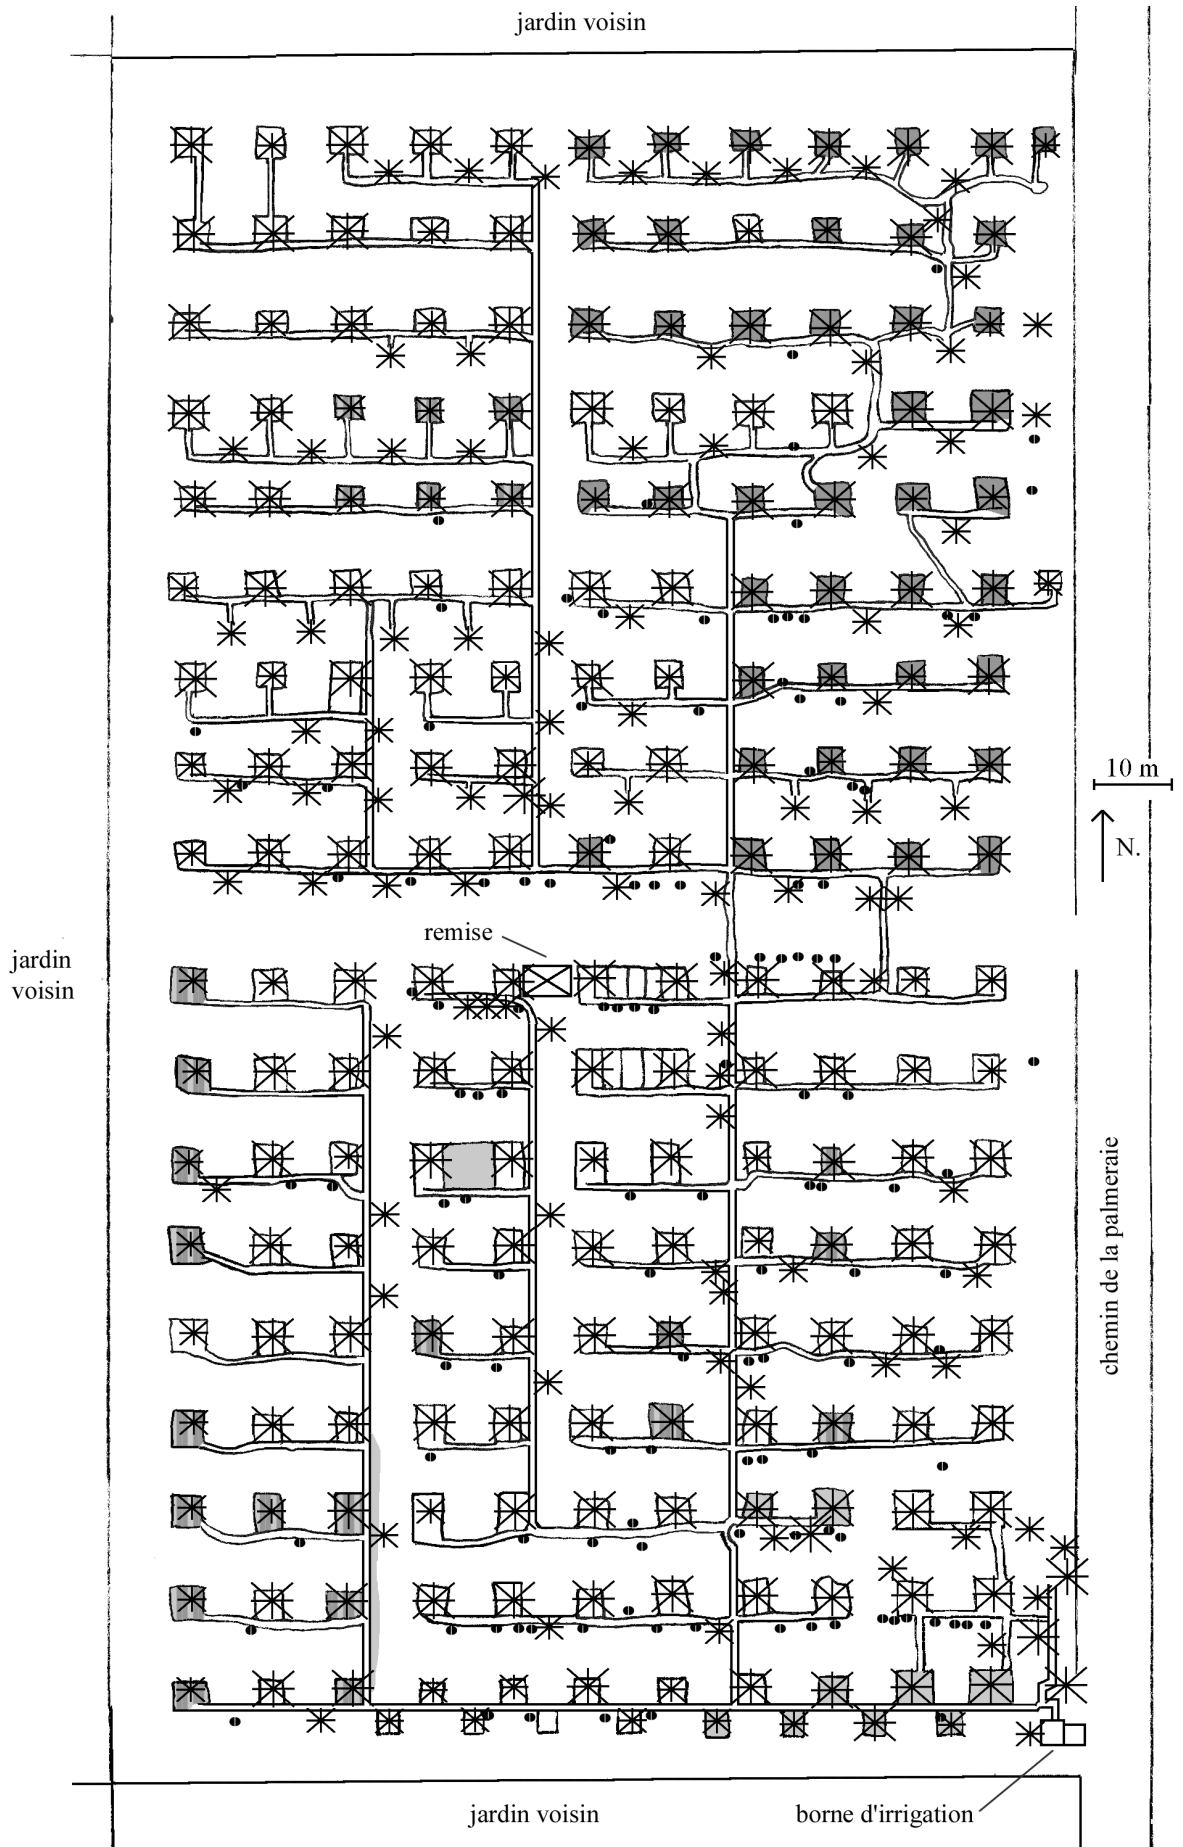 jardin voisin
10 m
N.
remise
jardin
voisin
chemin de la palmeraie
jardin voisin
borne d'irrigation